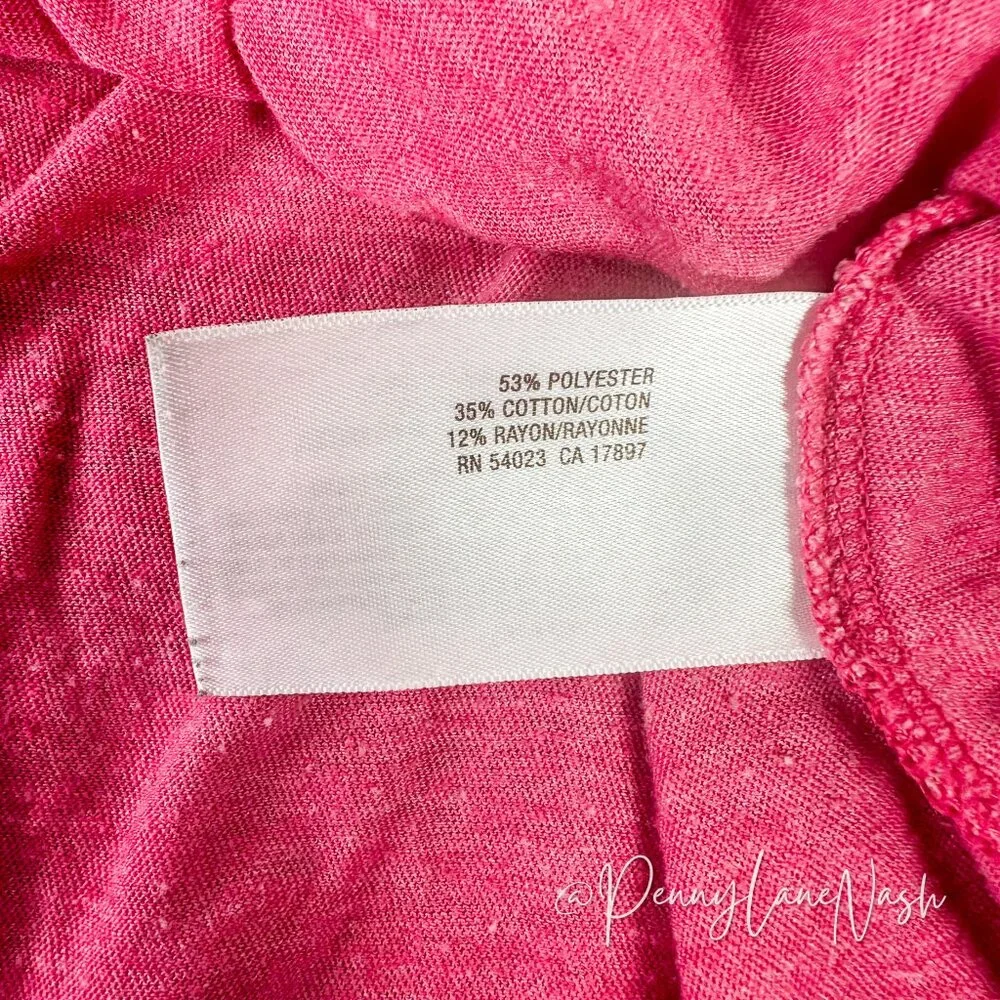 53% POLYESTER
35% COTTON/COTON
12% RAYON/RAYONNE
RN 54023 CA 17897
@PennyLaneNash